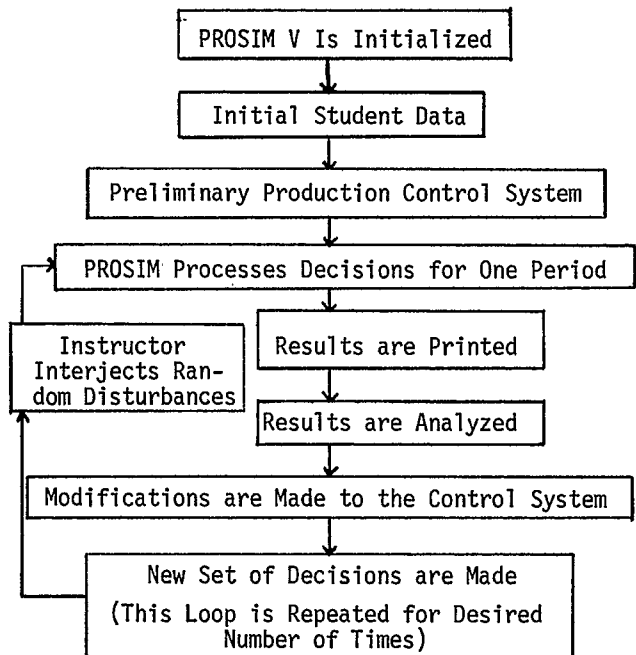 PROSIM V Is Initialized
Initial Student Data
Preliminary Production Control System
PROSIM Processes Decisions for One Period
Instructor
Interjects Ran-
dom Disturbances
Results are Printed
Results are Analyzed
Modifications are Made to the Control System
New Set of Decisions are Made
(This Loop is Repeated for Desired
Number of Times)